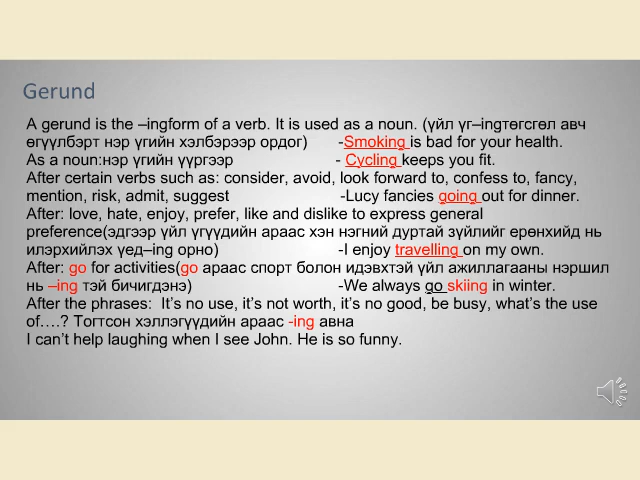 Gerund
A gerund is the –ingform of a verb. It is used as a noun. (үйл үг–ingтөгсгөл авч
өгүүлбэрт нэр үгийн хэлбэрээр ордог) -Smoking is bad for your health.
As a noun:нэр үгийн үүргээр - Cycling keeps you fit.
After certain verbs such as: consider, avoid, look forward to, confess to, fancy,
mention, risk, admit, suggest -Lucy fancies going out for dinner.
After: love, hate, enjoy, prefer, like and dislike to express general
preference(эдгээр үйл үгүүдийн араас хэн нэгний дуртай зүйлийг ерөнхийд нь
илэрхийлэх үед–ing орно) -I enjoy travelling on my own.
After: go for activities(go араас спорт болон идэвхтэй үйл ажиллагааны нэршил
нь –ing тэй бичигдэнэ) -We always go skiing in winter.
After the phrases: It’s no use, it’s not worth, it’s no good, be busy, what’s the use
of….? Тогтсон хэллэгүүдийн араас -ing авна
I can’t help laughing when I see John. He is so funny.